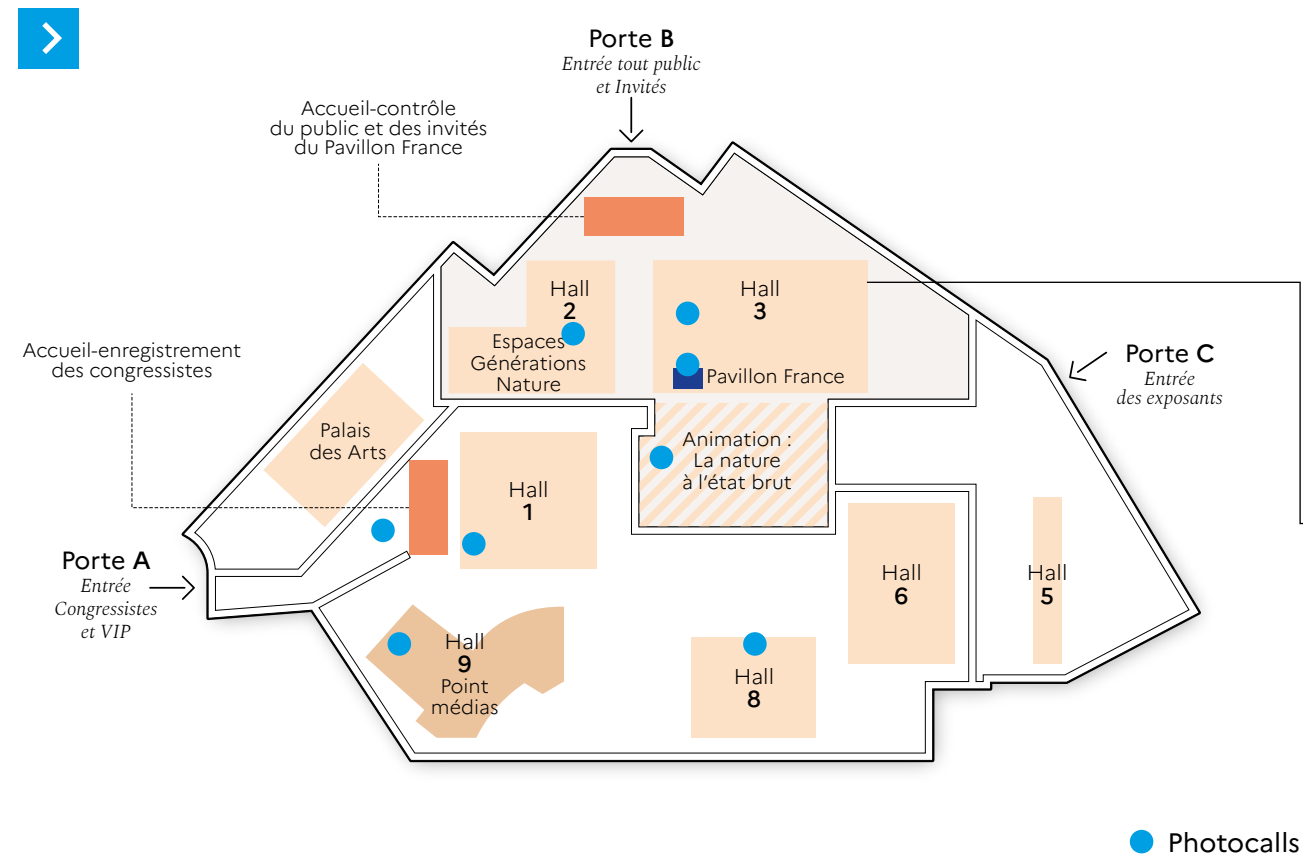 Porte B
Entrée tout public
et Invités
Accueil-contrôle
du public et des invités
du Pavillon France
Hall
2
Espaces
Générations
Nature
Hall
3
Pavillon France
Accueil-enregistrement
des congressistes
Porte C
Entrée
des exposants
Palais
des Arts
Animation :
La nature
à l'état brut
Hall
1
Porte A
Entrée
Congressistes
et VIP
Hall
6
Hall
5
Hall
9
Point
médias
Hall
8
Photocalls